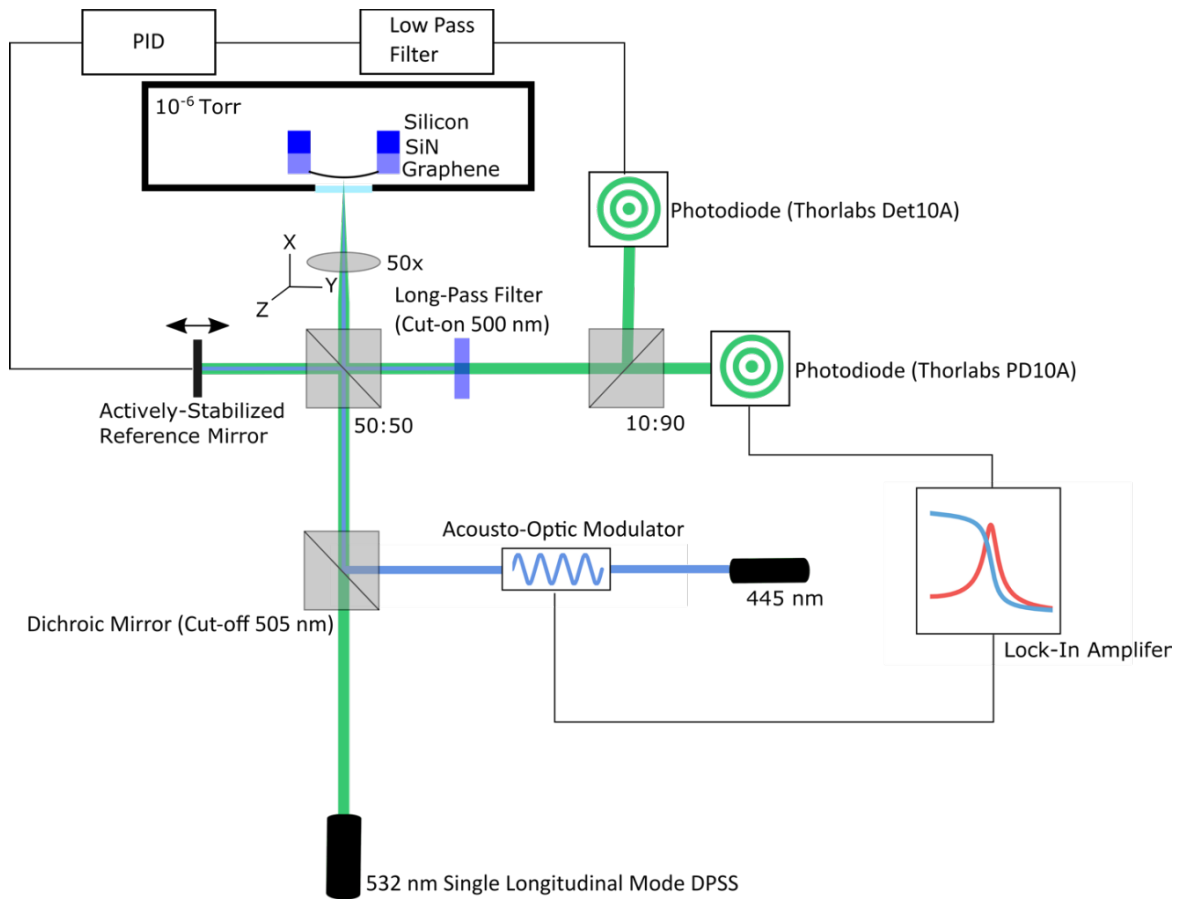 PID
Low Pass
Filter
10-6 Torr
Silicon
SiN
Graphene
Photodiode (Thorlabs Det10A)
X
Y
Z
50x
Long-Pass Filter
(Cut-on 500 nm)
Photodiode (Thorlabs PD10A)
Actively-Stabilized
Reference Mirror
50:50
10:90
Acousto-Optic Modulator
445 nm
Dichroic Mirror (Cut-off 505 nm)
Lock-In Amplifer
532 nm Single Longitudinal Mode DPSS